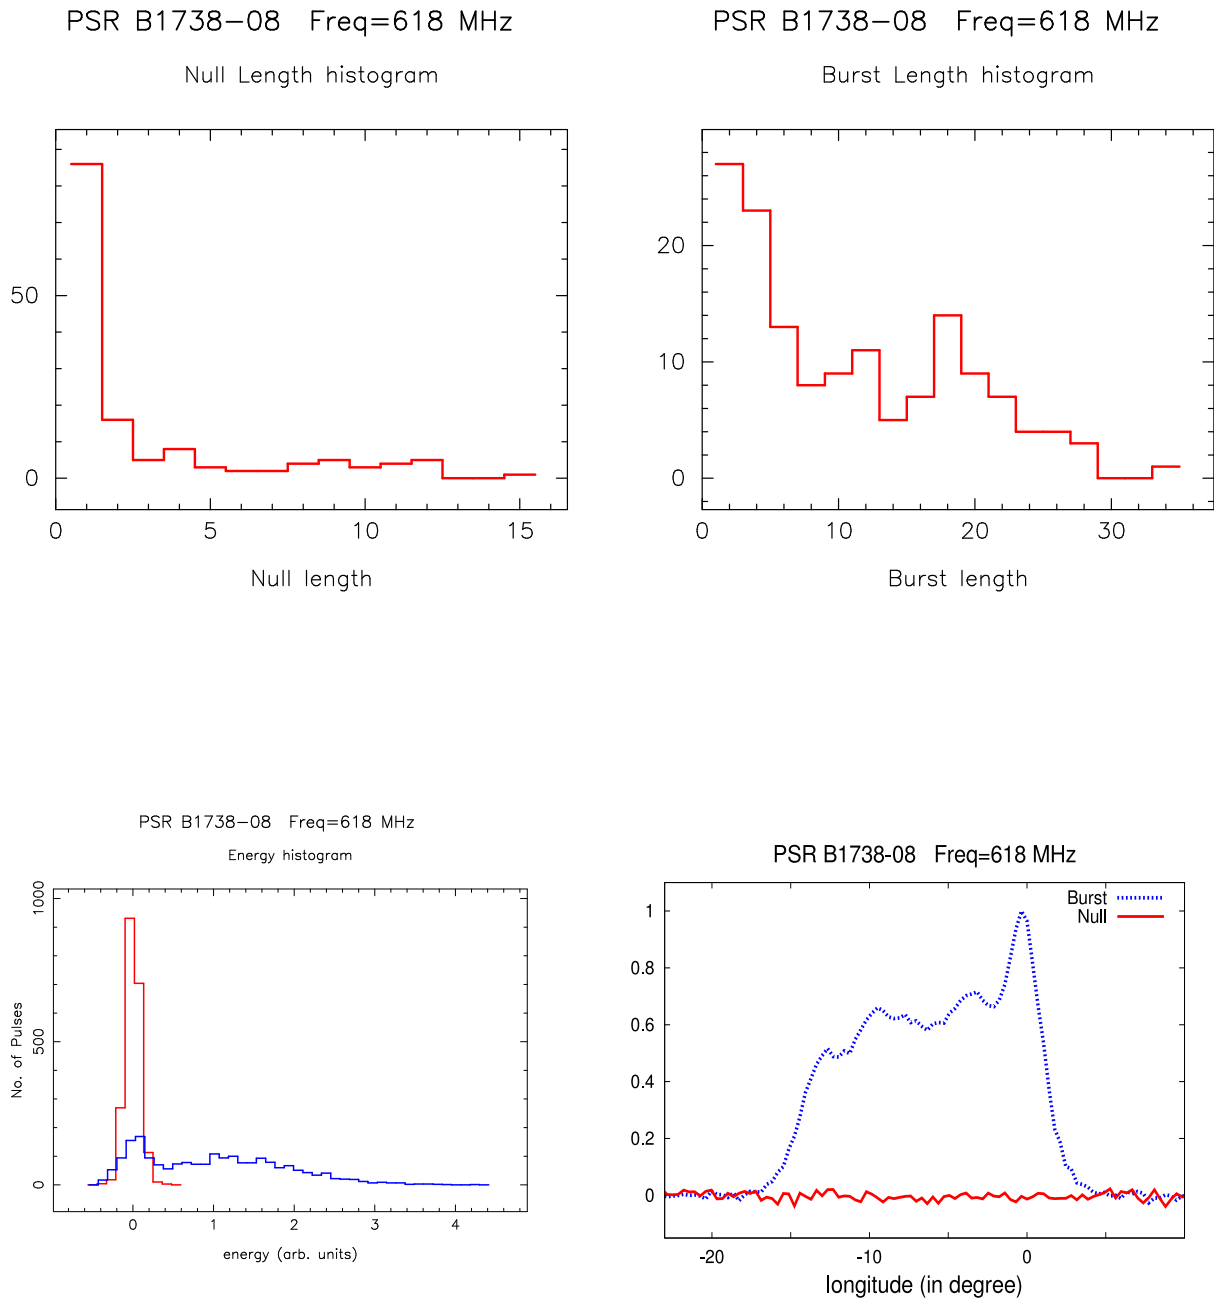 PSR B1738-08 Freq=618 MHz
Null Length histogram
50
0
0 5 10 15
Null length
PSR B1738-08 Freq=618 MHz
Burst Length histogram
20
10
0
0 10 20 30
Burst length
PSR B1738-08 Freq=618 MHz
Energy histogram
No. of Pulses
1000
500
0
0 1 2 3 4
energy (arb. units)
PSR B1738-08 Freq=618 MHz
Burst
Null
1
0.8
0.6
0.4
0.2
0
-20 -10 0
longitude (in degree)